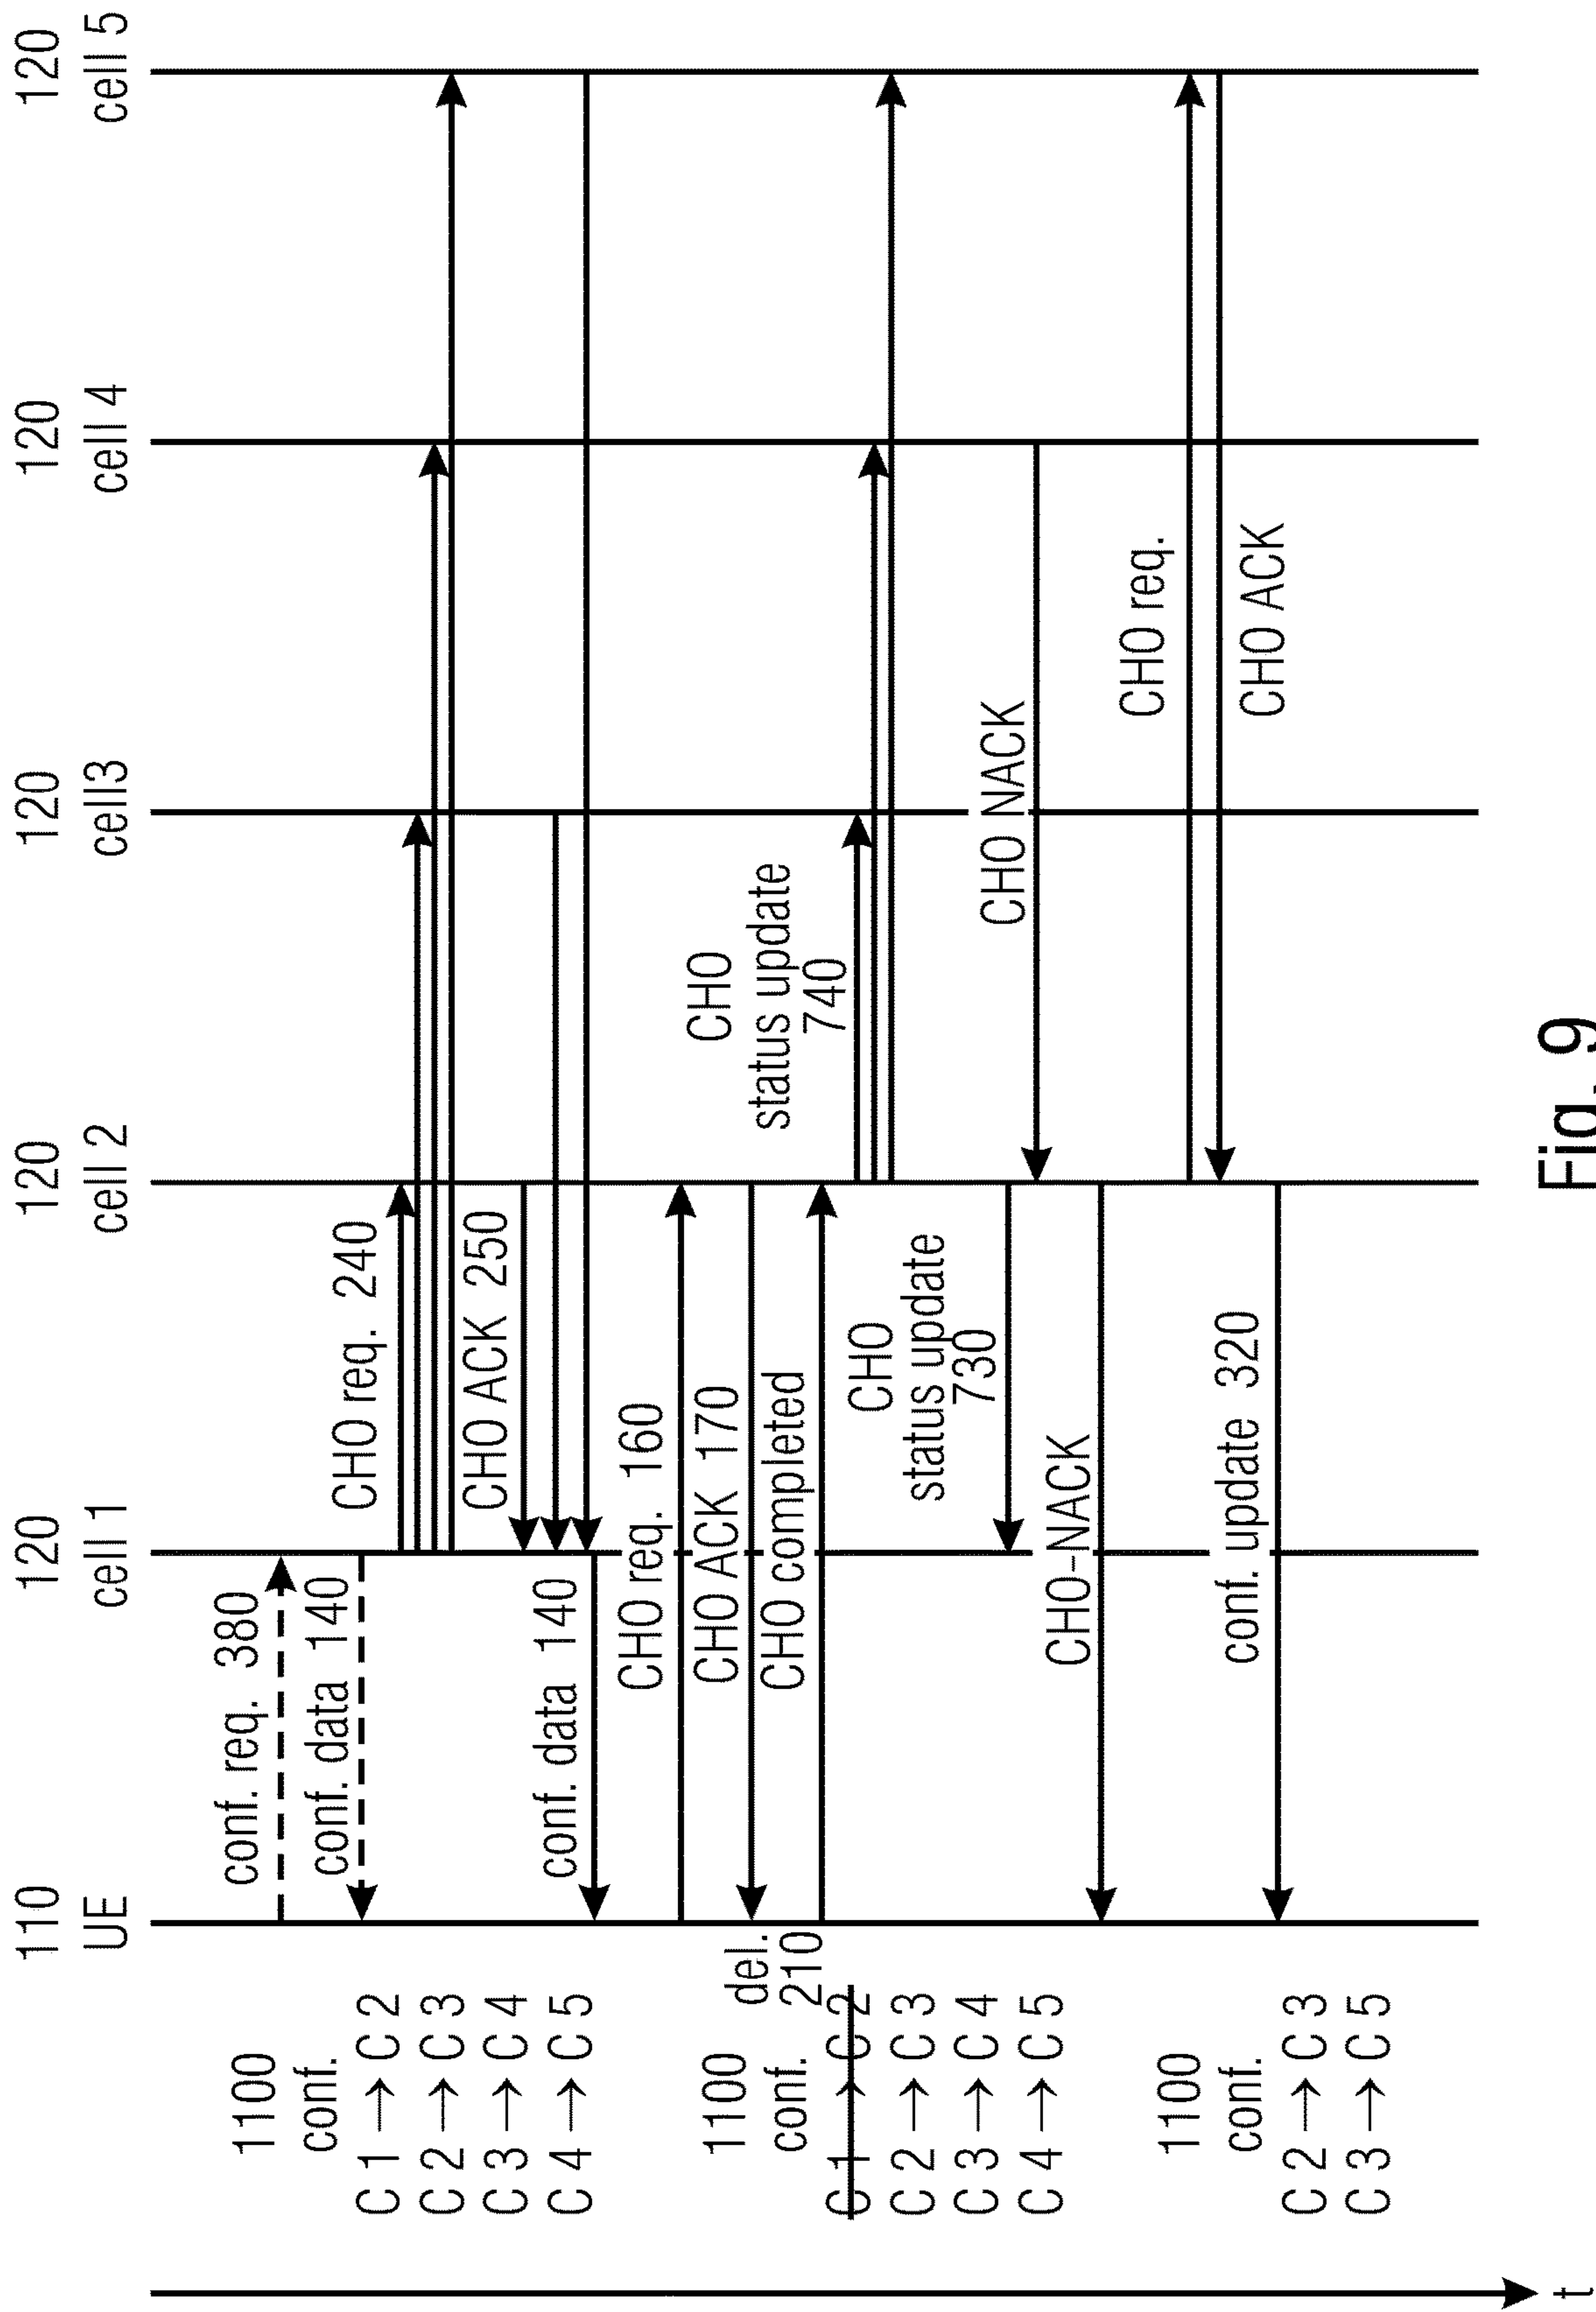 110
UE
120
cell 1
120
cell 2
120
cell3
120
cell 4
120
cell 5
1100
conf.
C 1 → C 2
C 2 → C 3
C 3 → C 4
C 4 → C 5
conf. req. 380
conf. data 140
CHO req. 240
CHO ACK 250
conf. data 140
CHO req. 160
CHO ACK 170
CHO completed
del.
210
1100
conf.
C 1 → C 2
C 2 → C 3
C 3 → C 4
C 4 → C 5
CHO
status update
740
CHO
status update
730
CHO NACK
CHO-NACK
CHO req.
CHO ACK
conf. update 320
1100
conf.
C 2 → C 3
C 3 → C 5
t
Fig. 9